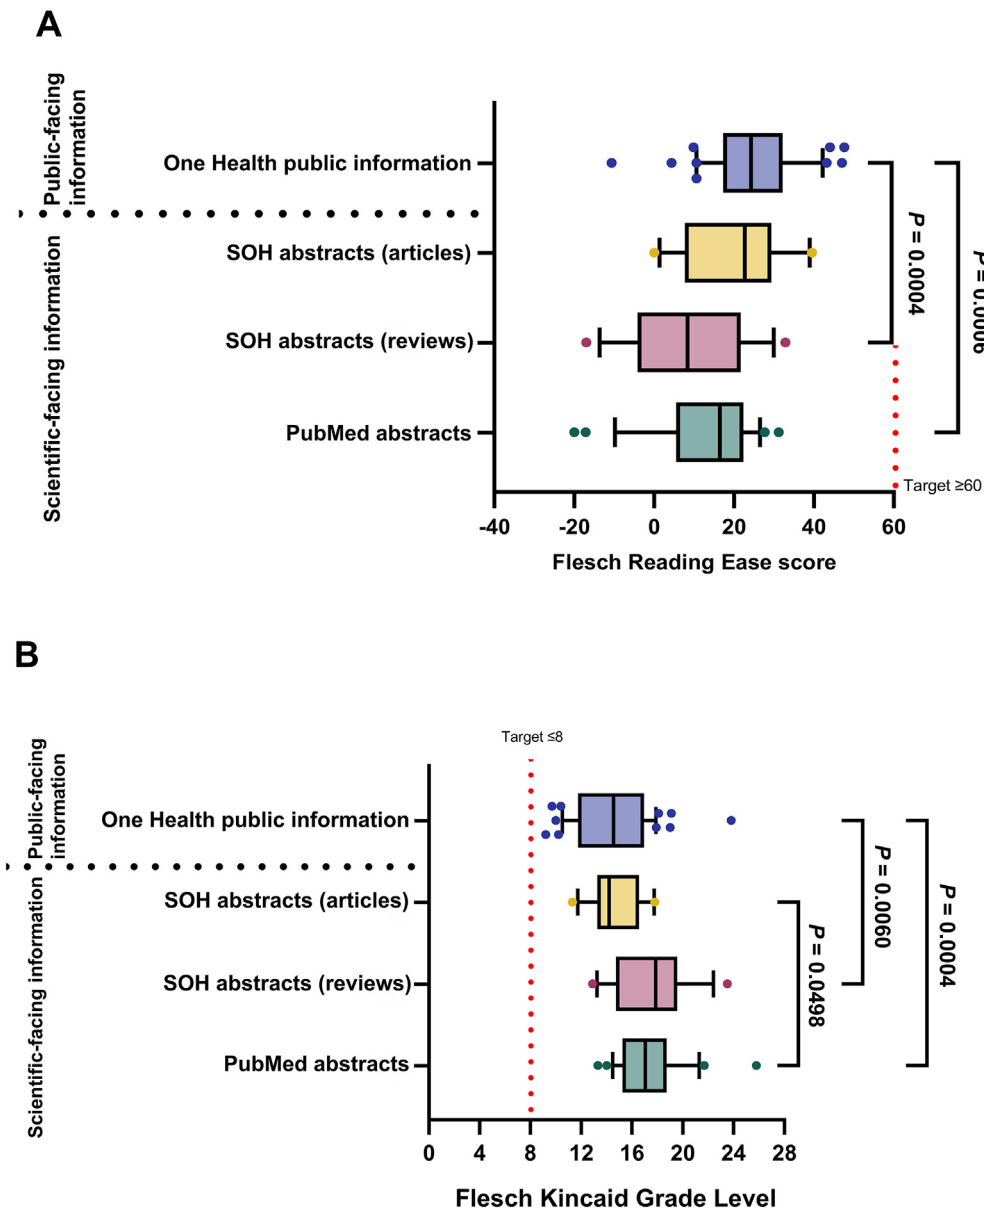 A
Public-facing
information
Scientific-facing information
One Health public information
SOH abstracts (articles)
SOH abstracts (reviews)
PubMed abstracts
P = 0.0004
P = 0.0006
Target ≥60
-40 -20 0 20 40 60
Flesch Reading Ease score
B
Target ≤8
Public-facing
information
Scientific-facing information
One Health public information
SOH abstracts (articles)
SOH abstracts (reviews)
PubMed abstracts
P = 0.0498
P = 0.0060
P = 0.0004
0 4 8 12 16 20 24 28
Flesch Kincaid Grade Level